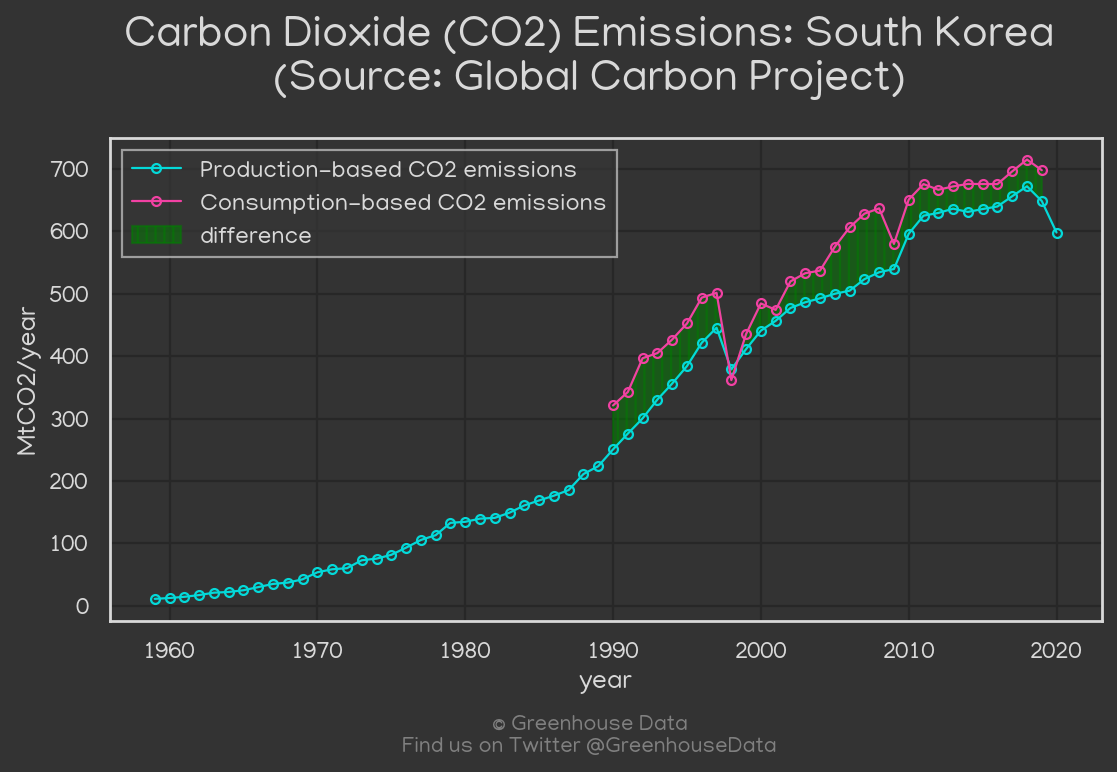 Carbon Dioxide (CO2) Emissions: South Korea
(Source: Global Carbon Project)
Production-based CO2 emissions
Consumption-based CO2 emissions
difference
MtCO2/year
700
600
500
400
300
200
100
0
1960 1970 1980 1990 2000 2010 2020
year
© Greenhouse Data
Find us on Twitter @GreenhouseData